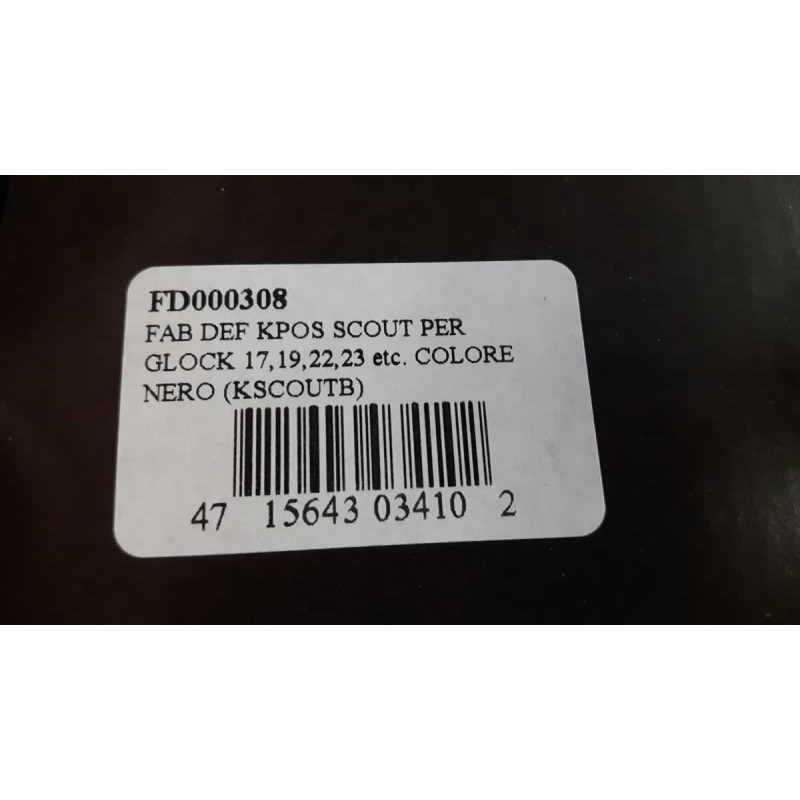 FD000308
FAB DEF KPOS SCOUT PER
GLOCK 17,19,22,23 etc. COLORE
NERO (KSCOUTB)
47 15643 03410 2